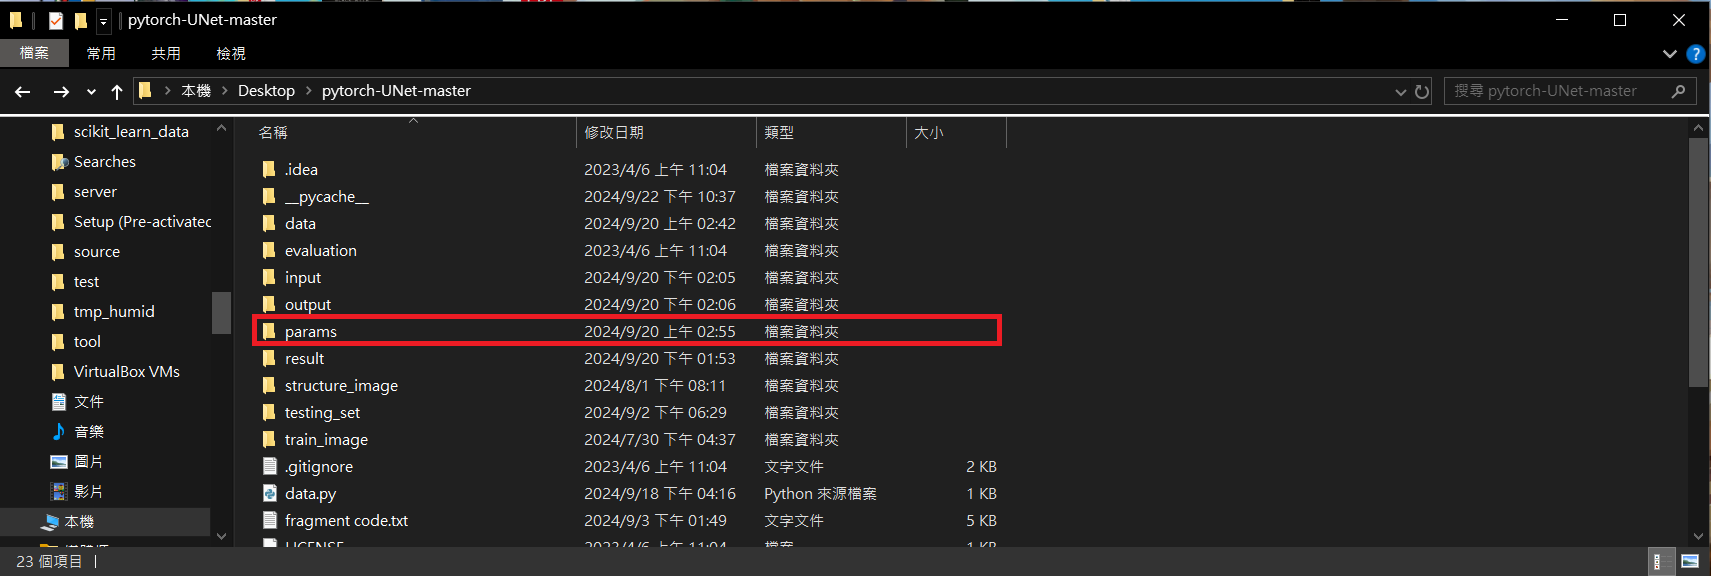 pytorch-UNet-master
檔案 常用 共用 檢視
本機 Desktop pytorch-UNet-master 搜尋 pytorch-UNet-master
scikit_learn_data
Searches
server
Setup (Pre-activatec
source
test
tmp_humid
tool
VirtualBox VMs
文件
音樂
圖片
影片
本機
名稱 修改日期 類型 大小
.idea 2023/4/6 上午 11:04 檔案資料夾
__pycache__ 2024/9/22 下午 10:37 檔案資料夾
data 2024/9/20 上午 02:42 檔案資料夾
evaluation 2023/4/6 上午 11:04 檔案資料夾
input 2024/9/20 下午 02:05 檔案資料夾
output 2024/9/20 下午 02:06 檔案資料夾
params 2024/9/20 上午 02:55 檔案資料夾
result 2024/9/20 下午 01:53 檔案資料夾
structure_image 2024/8/1 下午 08:11 檔案資料夾
testing_set 2024/9/2 下午 06:29 檔案資料夾
train_image 2024/7/30 下午 04:37 檔案資料夾
.gitignore 2023/4/6 上午 11:04 文字文件 2 KB
data.py 2024/9/18 下午 04:16 Python 來源檔案 1 KB
fragment code.txt 2024/9/3 下午 01:49 文字文件 5 KB
LICENSE 2023/4/6 上午 11:04 檔案 1 KB
23 個項目